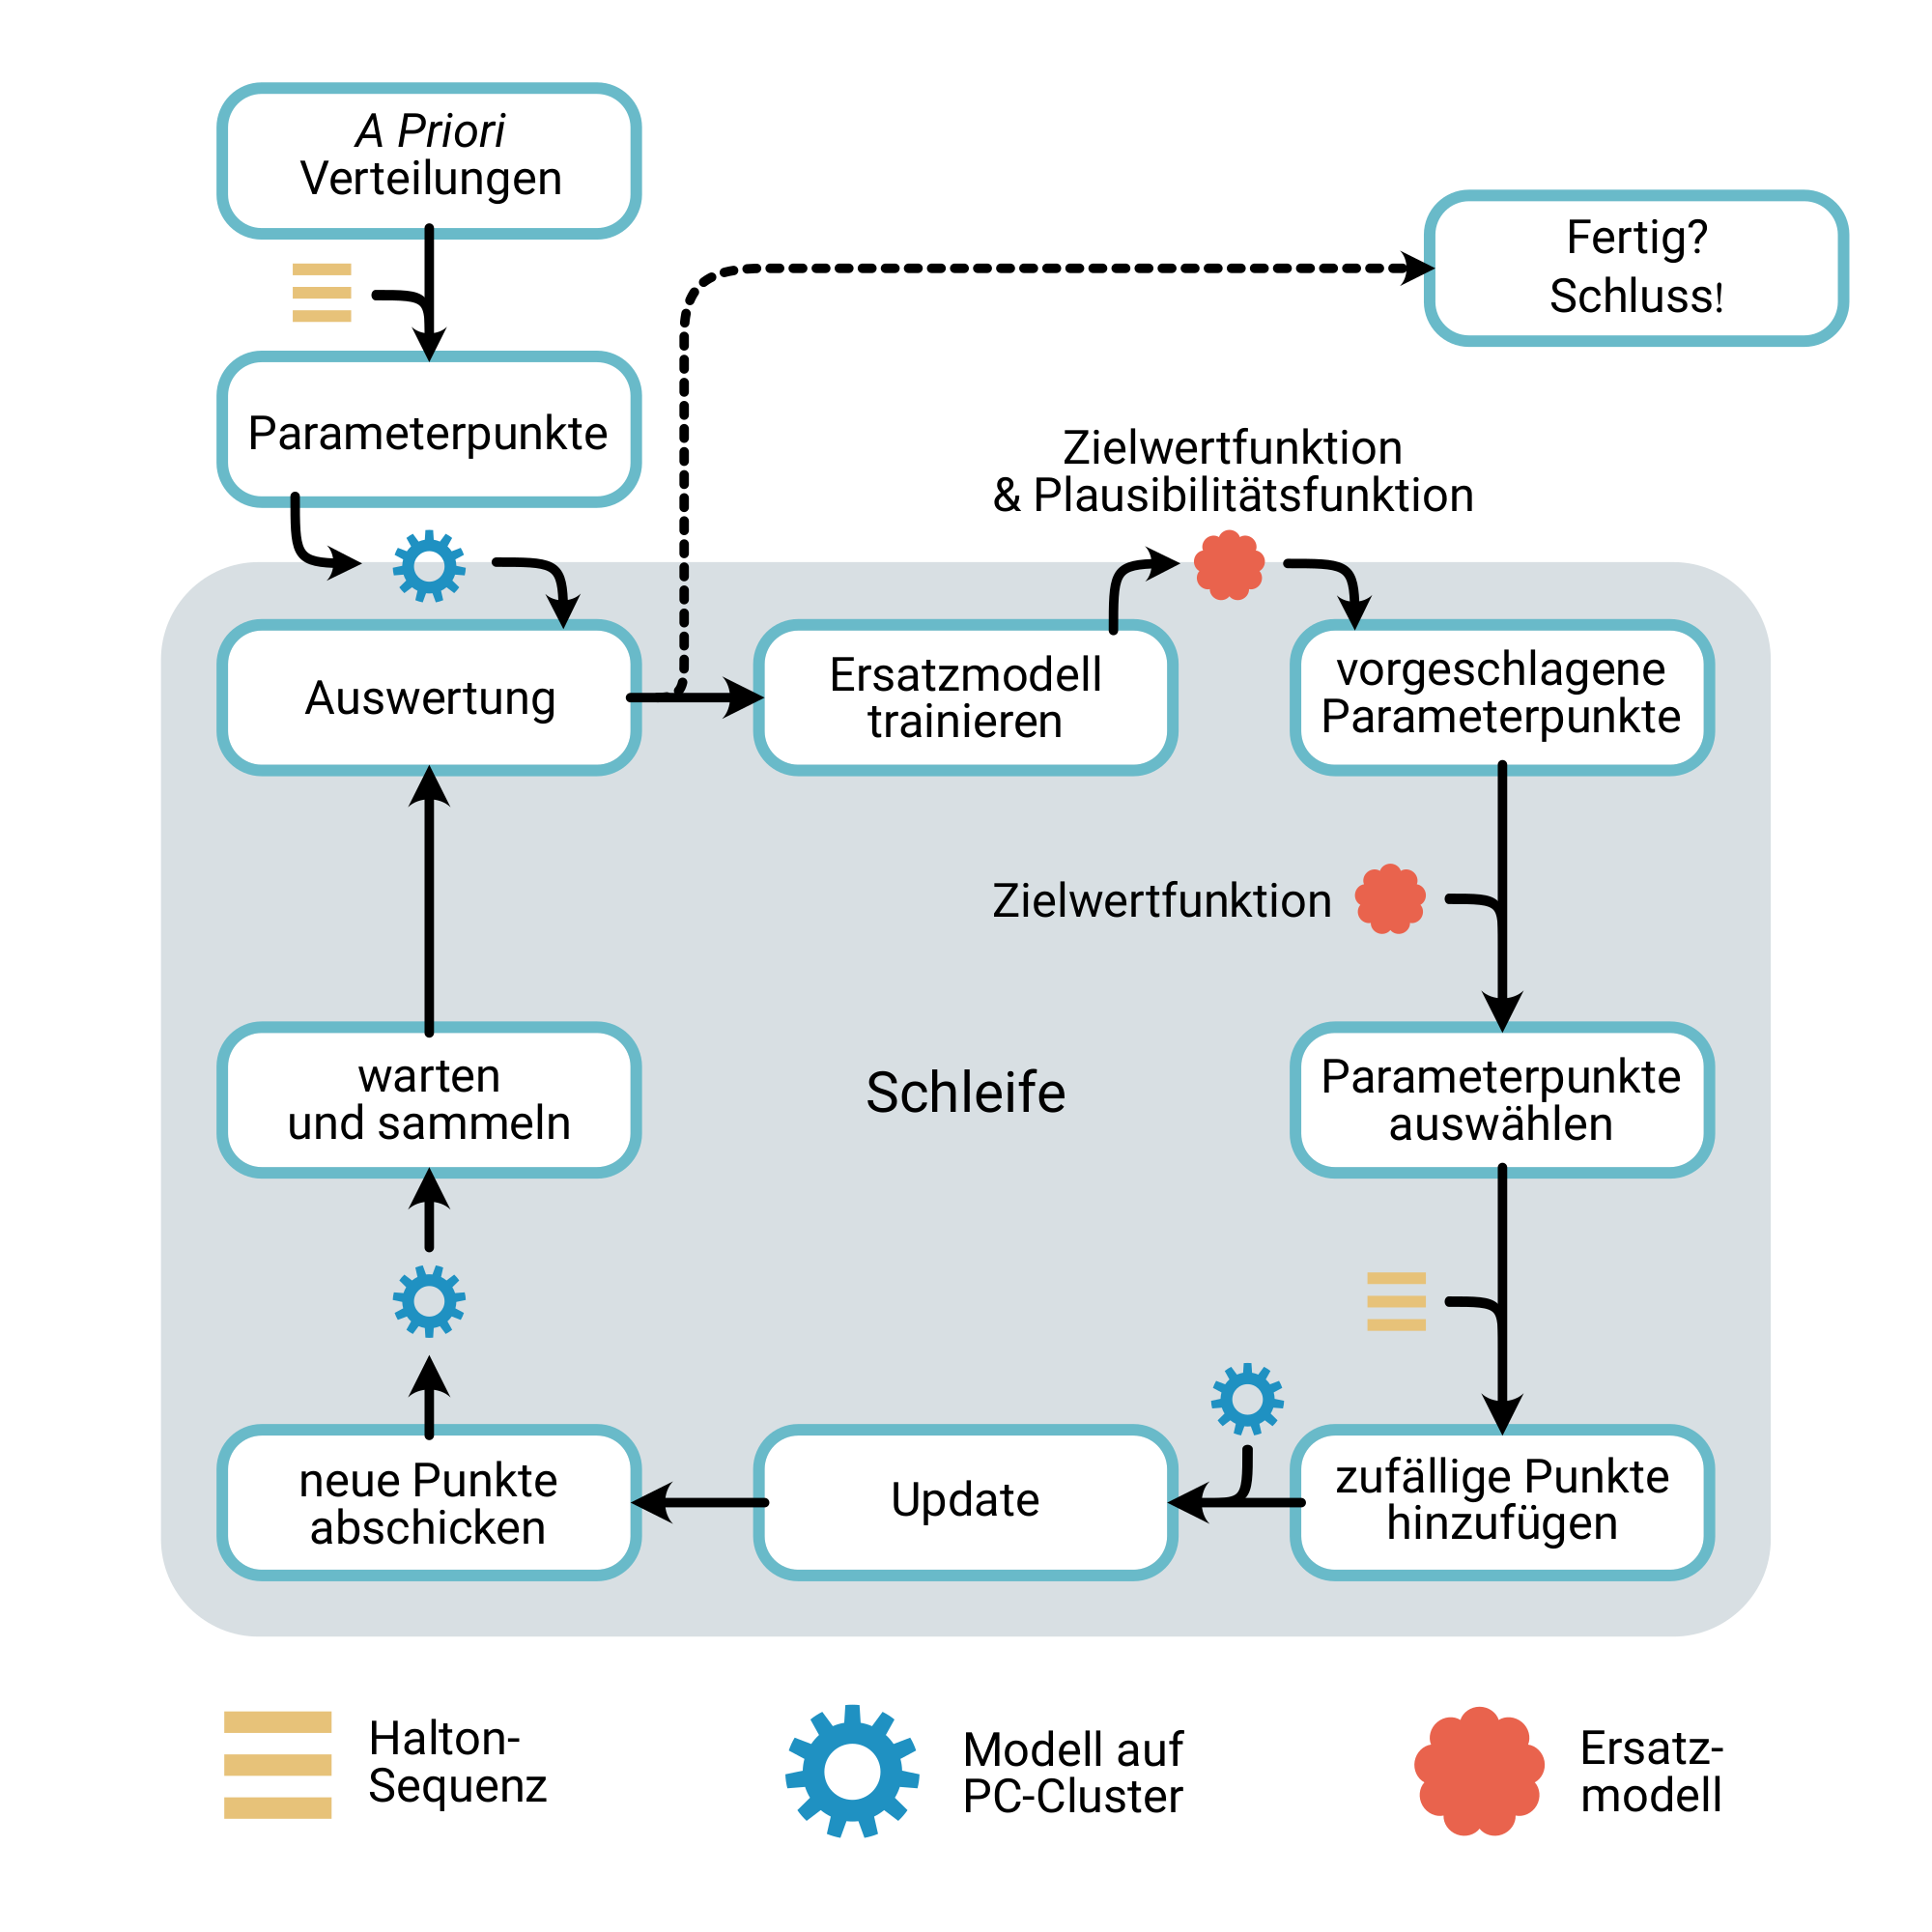 A Priori
Verteilungen
Fertig?
Schluss!
Parameterpunkte
Zielwertfunktion
& Plausibilitätsfunktion
Auswertung
Ersatzmodell
trainieren
vorgeschlagene
Parameterpunkte
Zielwertfunktion
warten
und sammeln
Schleife
Parameterpunkte
auswählen
neue Punkte
abschicken
Update
zufällige Punkte
hinzufügen
Halton-
Sequenz
Modell auf
PC-Cluster
Ersatz-
modell